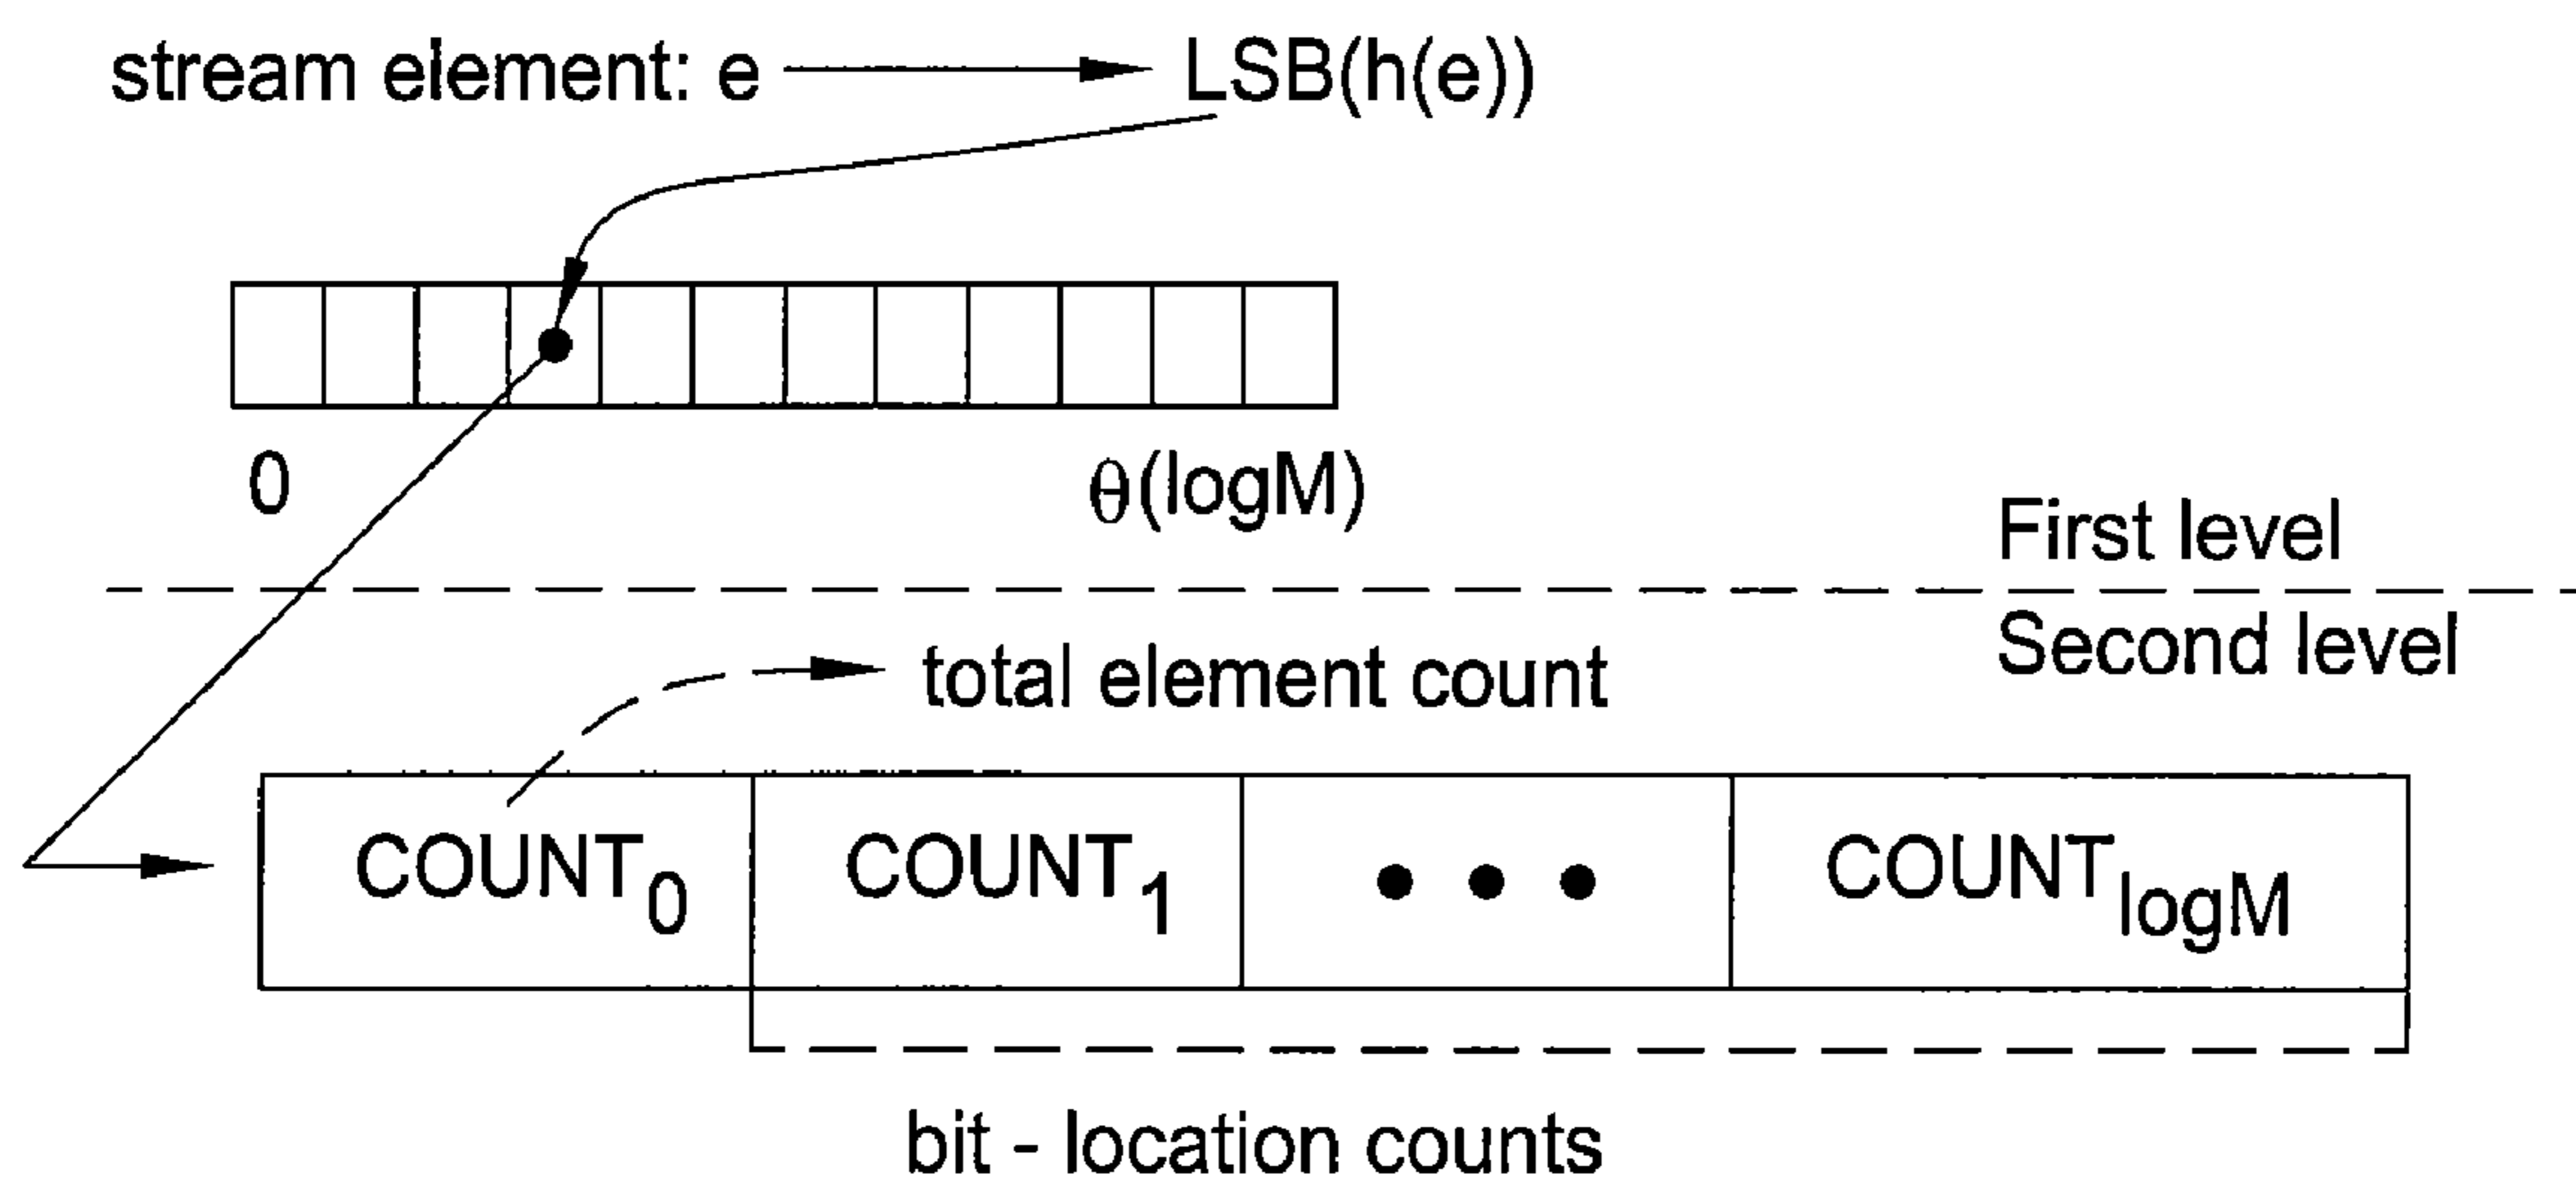 stream element: e LSB(h(e))
0 θ(logM)
First level
Second level
total element count
COUNT0 COUNT1 ••• COUNTlogM
bit - location counts